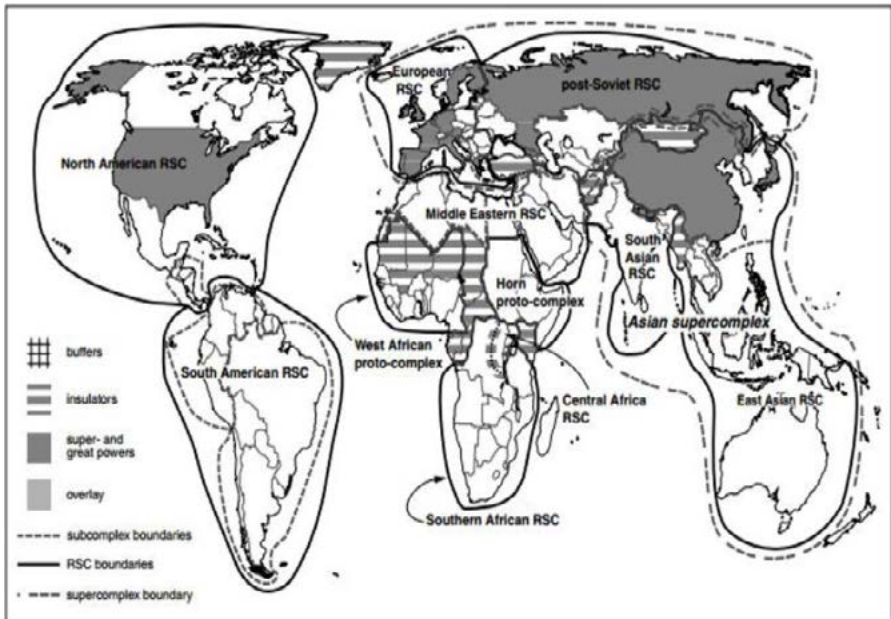 European
RSC
post-Soviet RSC
North American RSC
Middle Eastern RSC
South
Asian
RSC
Horn
proto-complex
Asian supercomplex
West African
proto-complex
South American RSC
Central Africa
RSC
East Asian RSC
Southern African RSC
buffers
insulators
super- and
great powers
overlay
subcomplex boundaries
RSC boundaries
supercomplex boundary